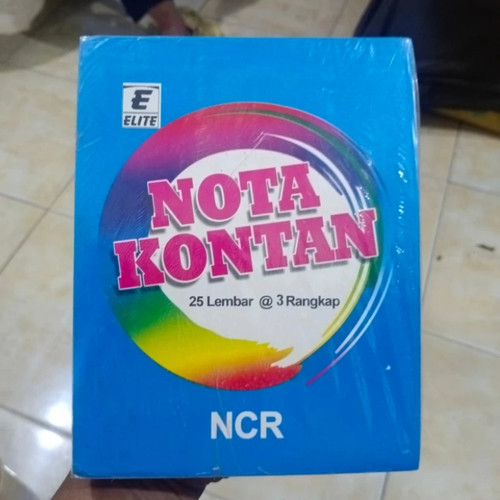 E
ELITE
NOTA
KONTAN
25 Lembar @ 3 Rangkap
NCR